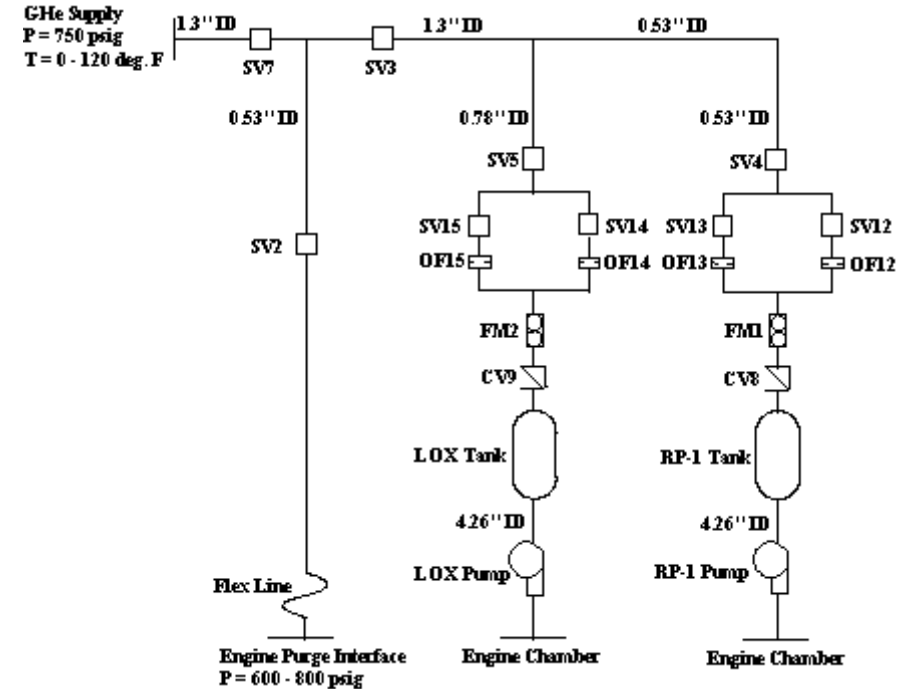 GHe Supply
P = 750 psig
T = 0 - 120 deg. F
1.3" ID
SV7
SV3
1.3" ID
0.53" ID
0.53" ID
0.78" ID
0.53" ID
SV5
SV4
SV2
SV15
SV14
SV13
SV12
OF15
OF14
OF13
OF12
FM2
FM1
CV9
CV8
LOX Tank
RP-1 Tank
4.26" ID
4.26" ID
LOX Pump
RP-1 Pump
Flex Line
Engine Purge Interface
P = 600 - 800 psig
Engine Chamber
Engine Chamber